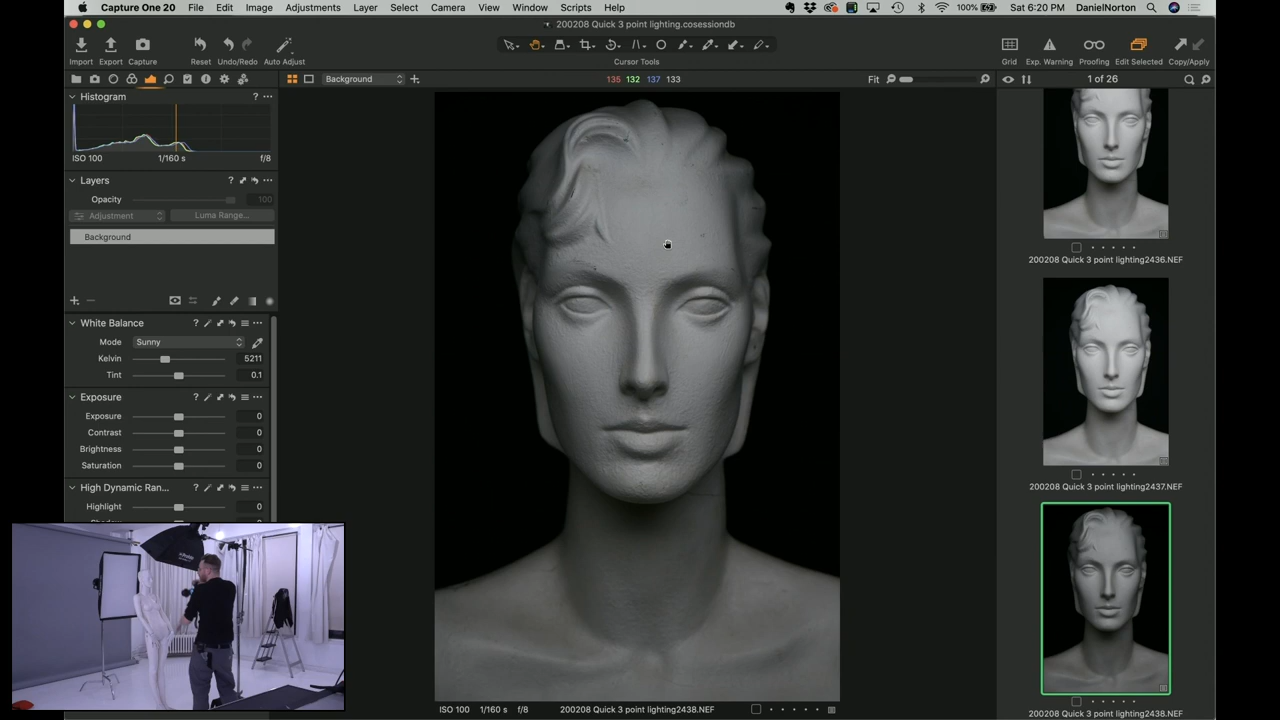 Capture One 20 File Edit Image Adjustments Layer Select Camera View Window Scripts Help 100% Sat 6:20 PM DanielNorton
200208 Quick 3 point lighting.cosessiondb
Import Export Capture Reset Undo/Redo Auto Adjust Cursor Tools Grid Exp. Warning Proofing Edit Selected Copy/Apply
Background 135 132 137 133 Fit 1 of 26
Histogram ?
ISO 100 1/160 s f/8
Layers ?
Opacity 100
Adjustment Luma Range...
Background
White Balance ?
Mode Sunny
Kelvin 5211
Tint 0.1
Exposure ?
Exposure 0
Contrast 0
Brightness 0
Saturation 0
High Dynamic Ran... ?
Highlight 0
200208 Quick 3 point lighting2436.NEF
200208 Quick 3 point lighting2437.NEF
200208 Quick 3 point lighting2438.NEF
ISO 100 1/160 s f/8 200208 Quick 3 point lighting2438.NEF